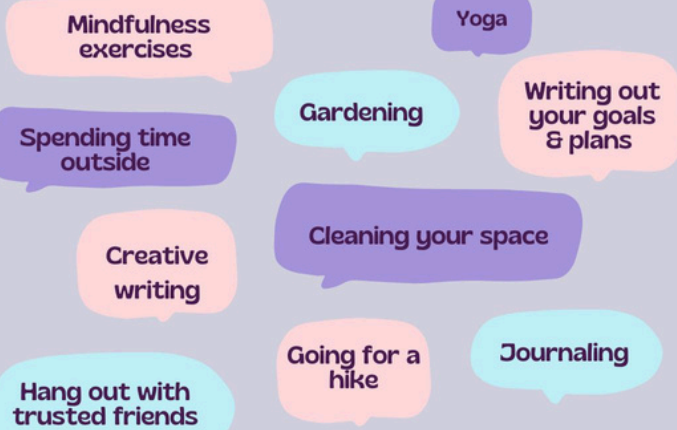 Mindfulness
exercises
Yoga
Gardening
Writing out
your goals
& plans
Spending time
outside
Cleaning your space
Creative
writing
Going for a
hike
Journaling
Hang out with
trusted friends